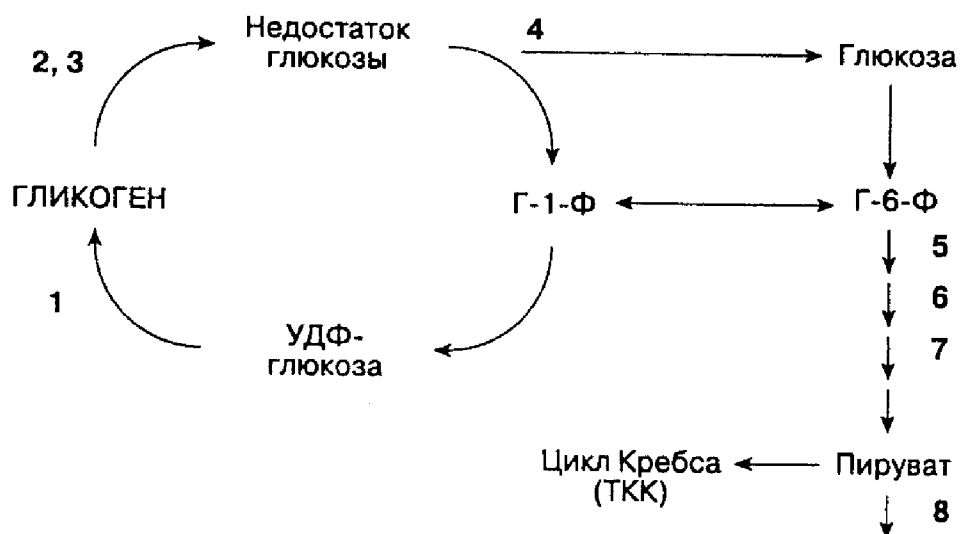 Недостаток
глюкозы
4
Глюкоза
2, 3
ГЛИКОГЕН
Г-1-Ф
Г-6-Ф
5
1
6
УДФ-
глюкоза
7
Цикл Кребса
(ТКК)
Пируват
8